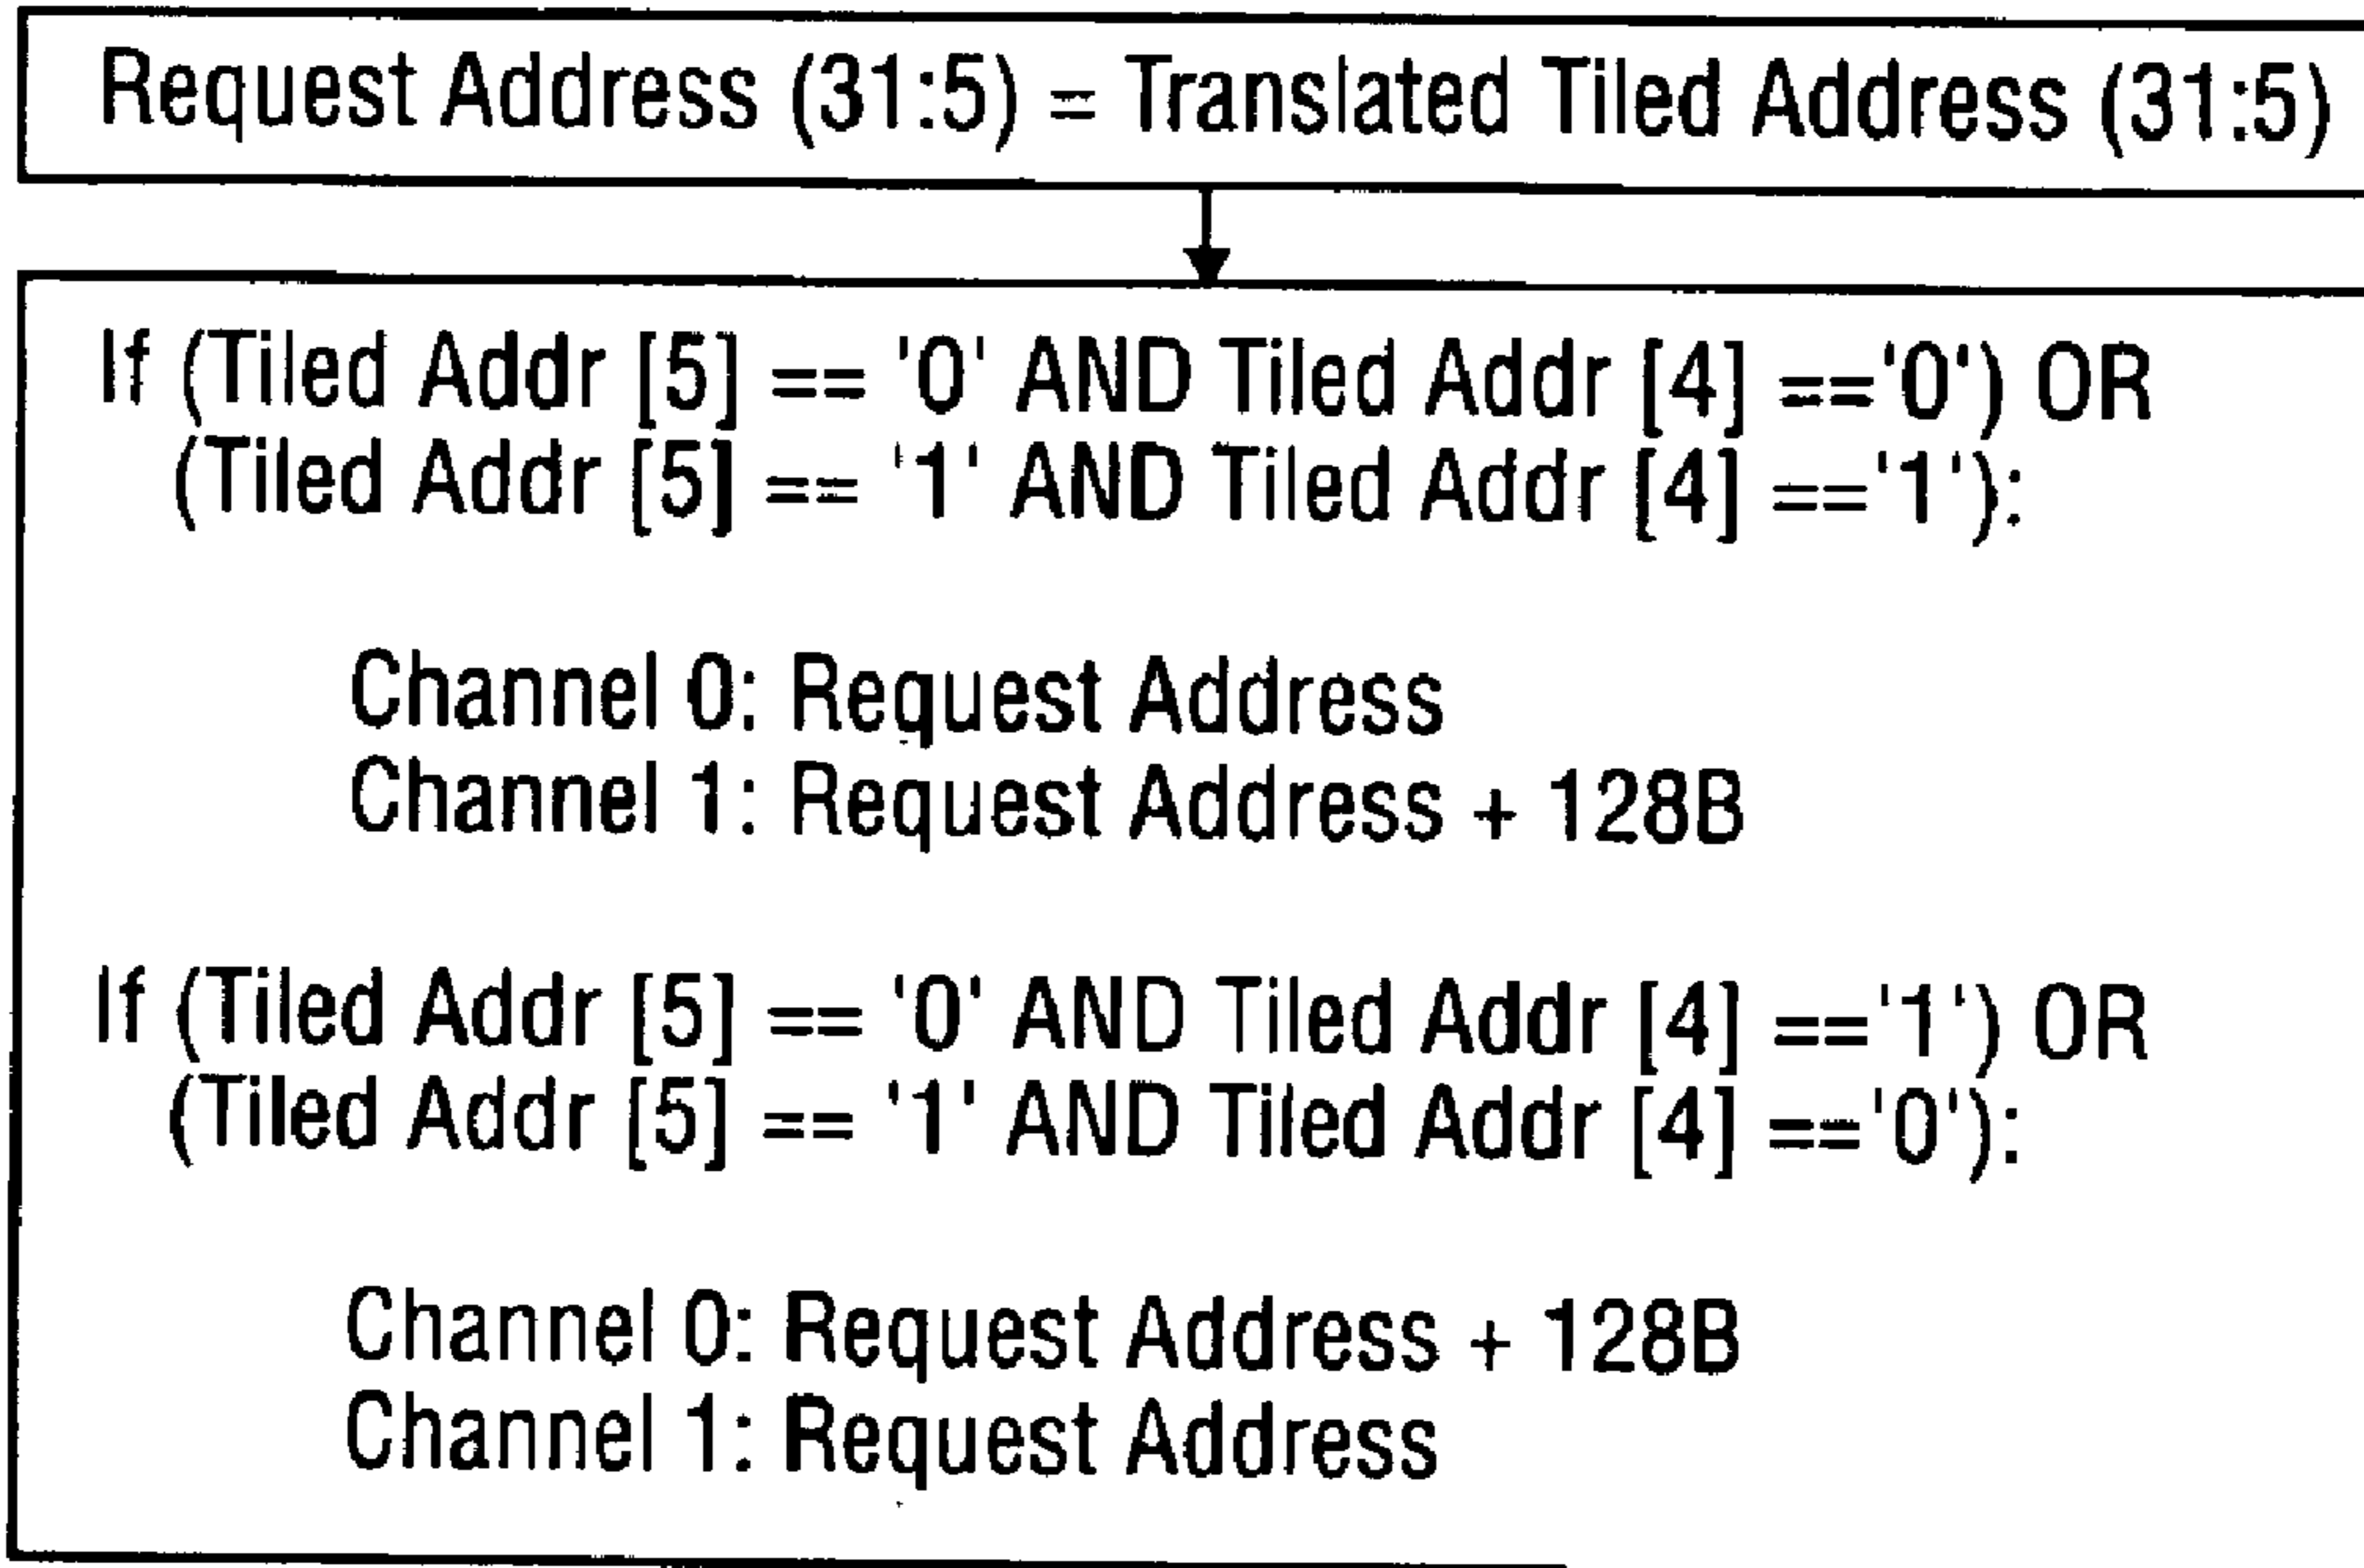 Request Address (31:5) = Translated Tiled Address (31:5)
If (Tiled Addr [5] == '0' AND Tiled Addr [4] =='0') OR
(Tiled Addr [5] == '1' AND Tiled Addr [4] =='1'):
Channel 0: Request Address
Channel 1: Request Address + 128B
If (Tiled Addr [5] == '0' AND Tiled Addr [4] =='1') OR
(Tiled Addr [5] == '1' AND Tiled Addr [4] =='0'):
Channel 0: Request Address + 128B
Channel 1: Request Address